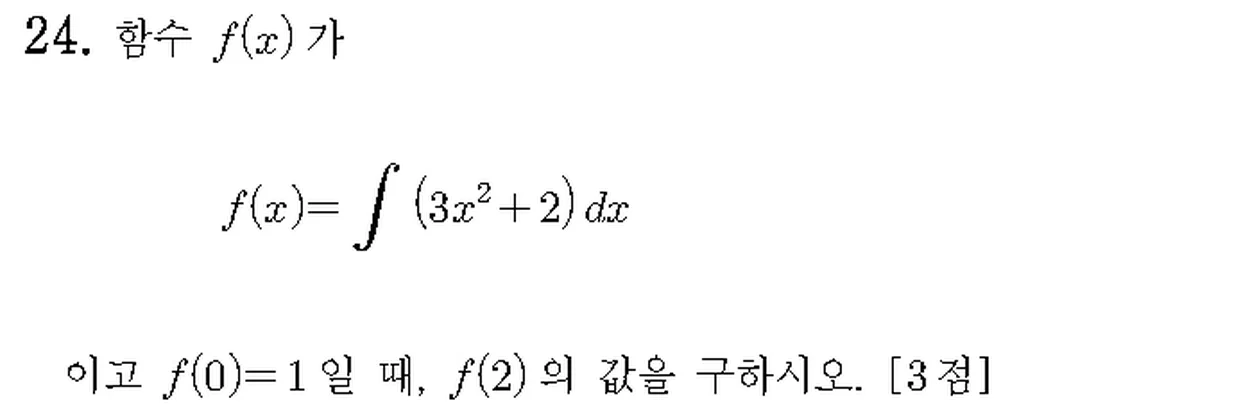 24. 함수 f(x)가
f(x)=∫(3x²+2)dx
이고 f(0)=1일 때, f(2)의 값을 구하시오. [3점]